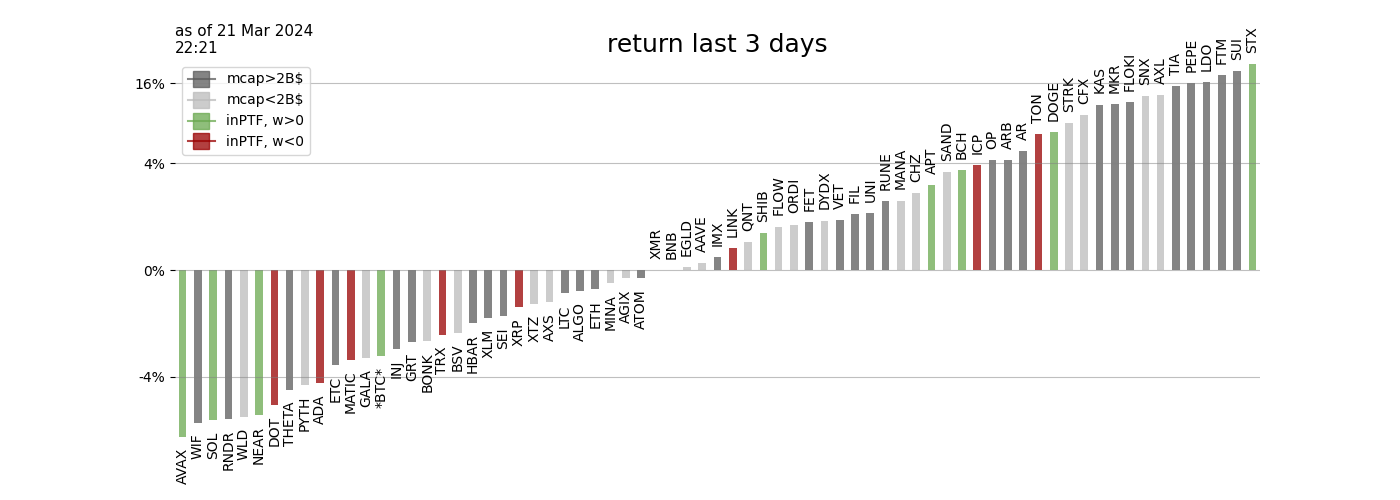 as of 21 Mar 2024
22:21
return last 3 days
mcap>2B$
mcap<2B$
inPTF, w>0
inPTF, w<0
16%
4%
0%
-4%
AVAX
WIF
SOL
RNDR
WLD
NEAR
DOT
THETA
PYTH
ADA
ETC
MATIC
GALA
*BTC*
INJ
GRT
BONK
TRX
BSV
HBAR
XLM
SEI
XRP
XTZ
AXS
LTC
ALGO
ETH
MINA
AGIX
ATOM
XMR
BNB
EGLD
AAVE
IMX
LINK
QNT
SHIB
FLOW
ORDI
FET
DYDX
VET
FIL
UNI
RUNE
MANA
CHZ
APT
SAND
BCH
ICP
OP
ARB
AR
TON
DOGE
STRK
CFX
KAS
MKR
FLOKI
SNX
AXL
TIA
PEPE
LDO
FTM
SUI
STX